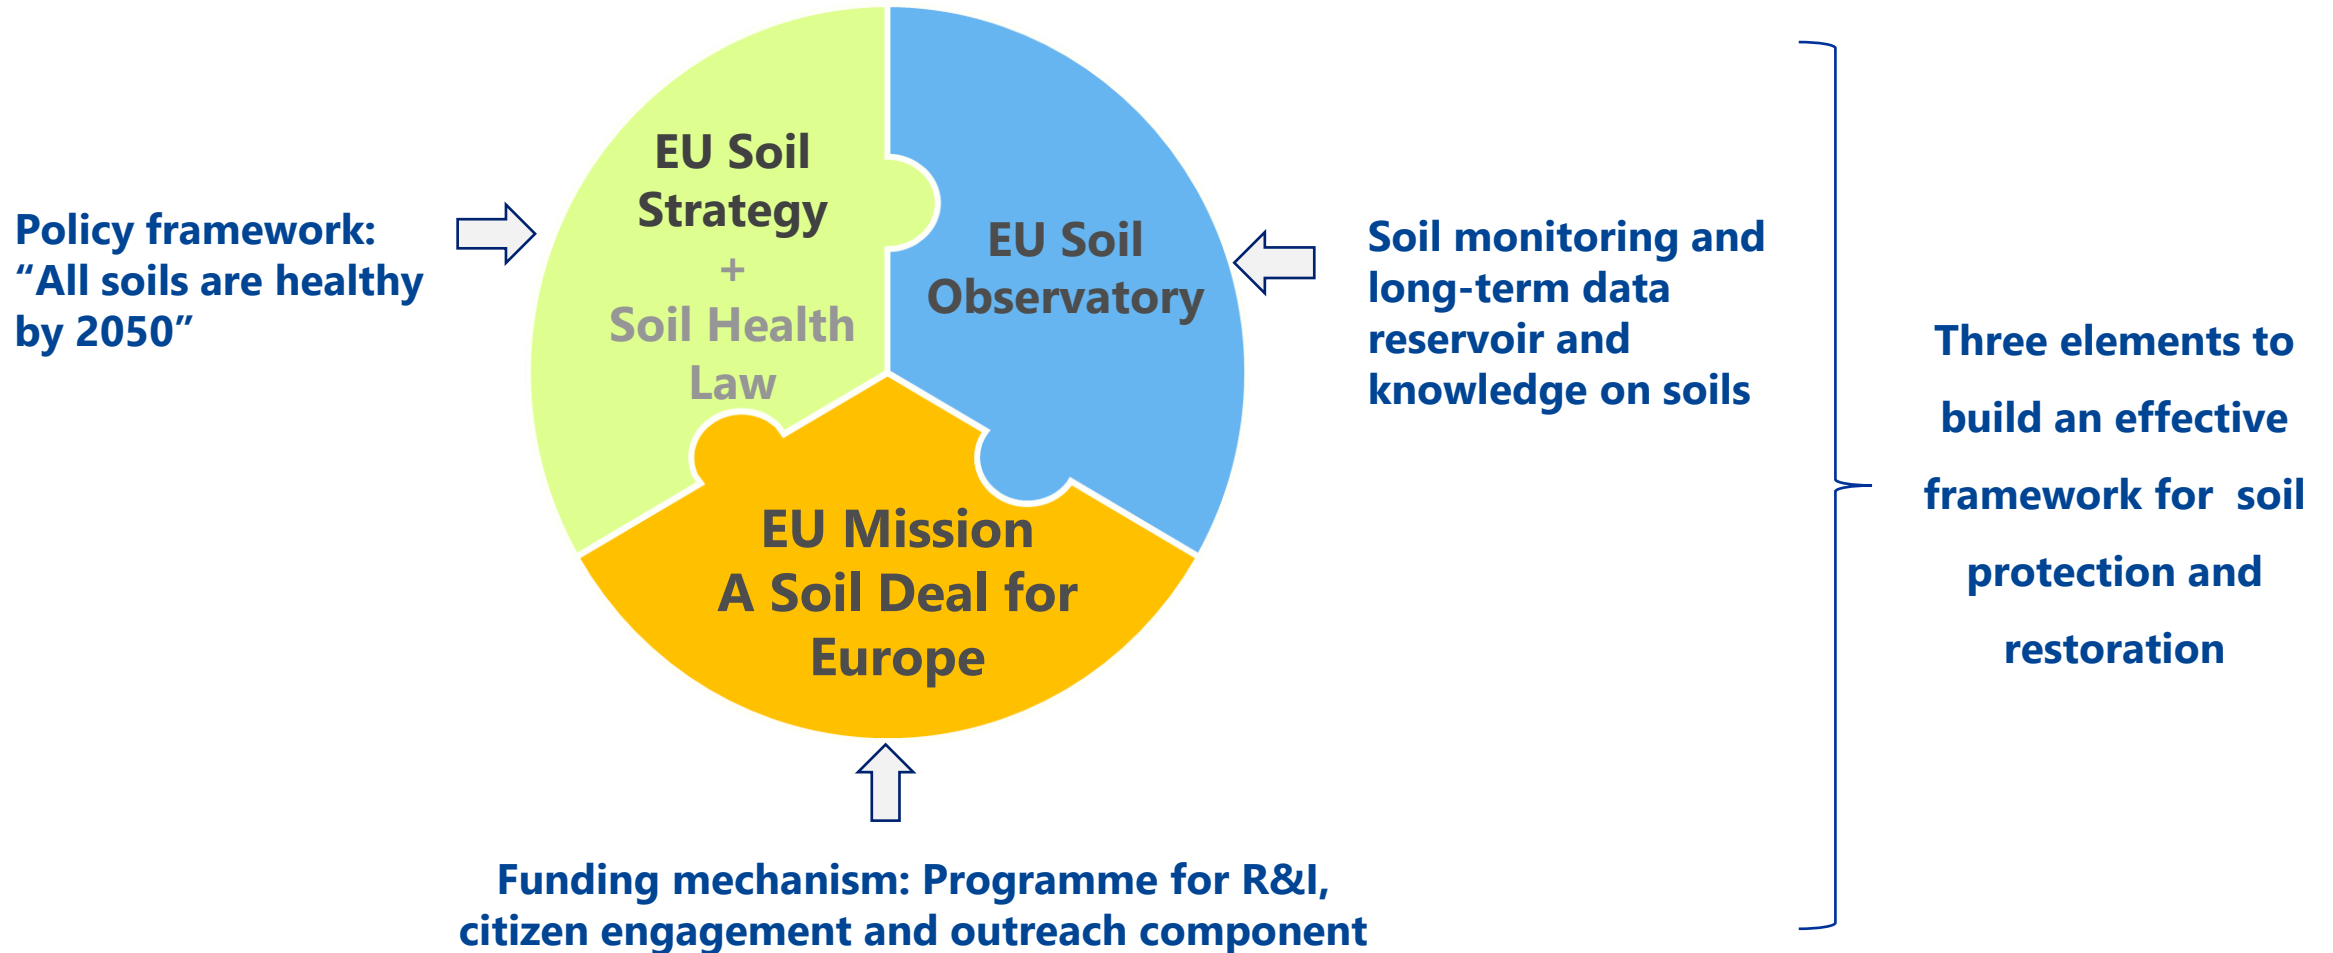 Policy framework:
“All soils are healthy
by 2050”
EU Soil
Strategy
+
Soil Health
Law
EU Soil
Observatory
EU Mission
A Soil Deal for
Europe
Soil monitoring and
long-term data
reservoir and
knowledge on soils
Funding mechanism: Programme for R&I,
citizen engagement and outreach component
Three elements to
build an effective
framework for soil
protection and
restoration